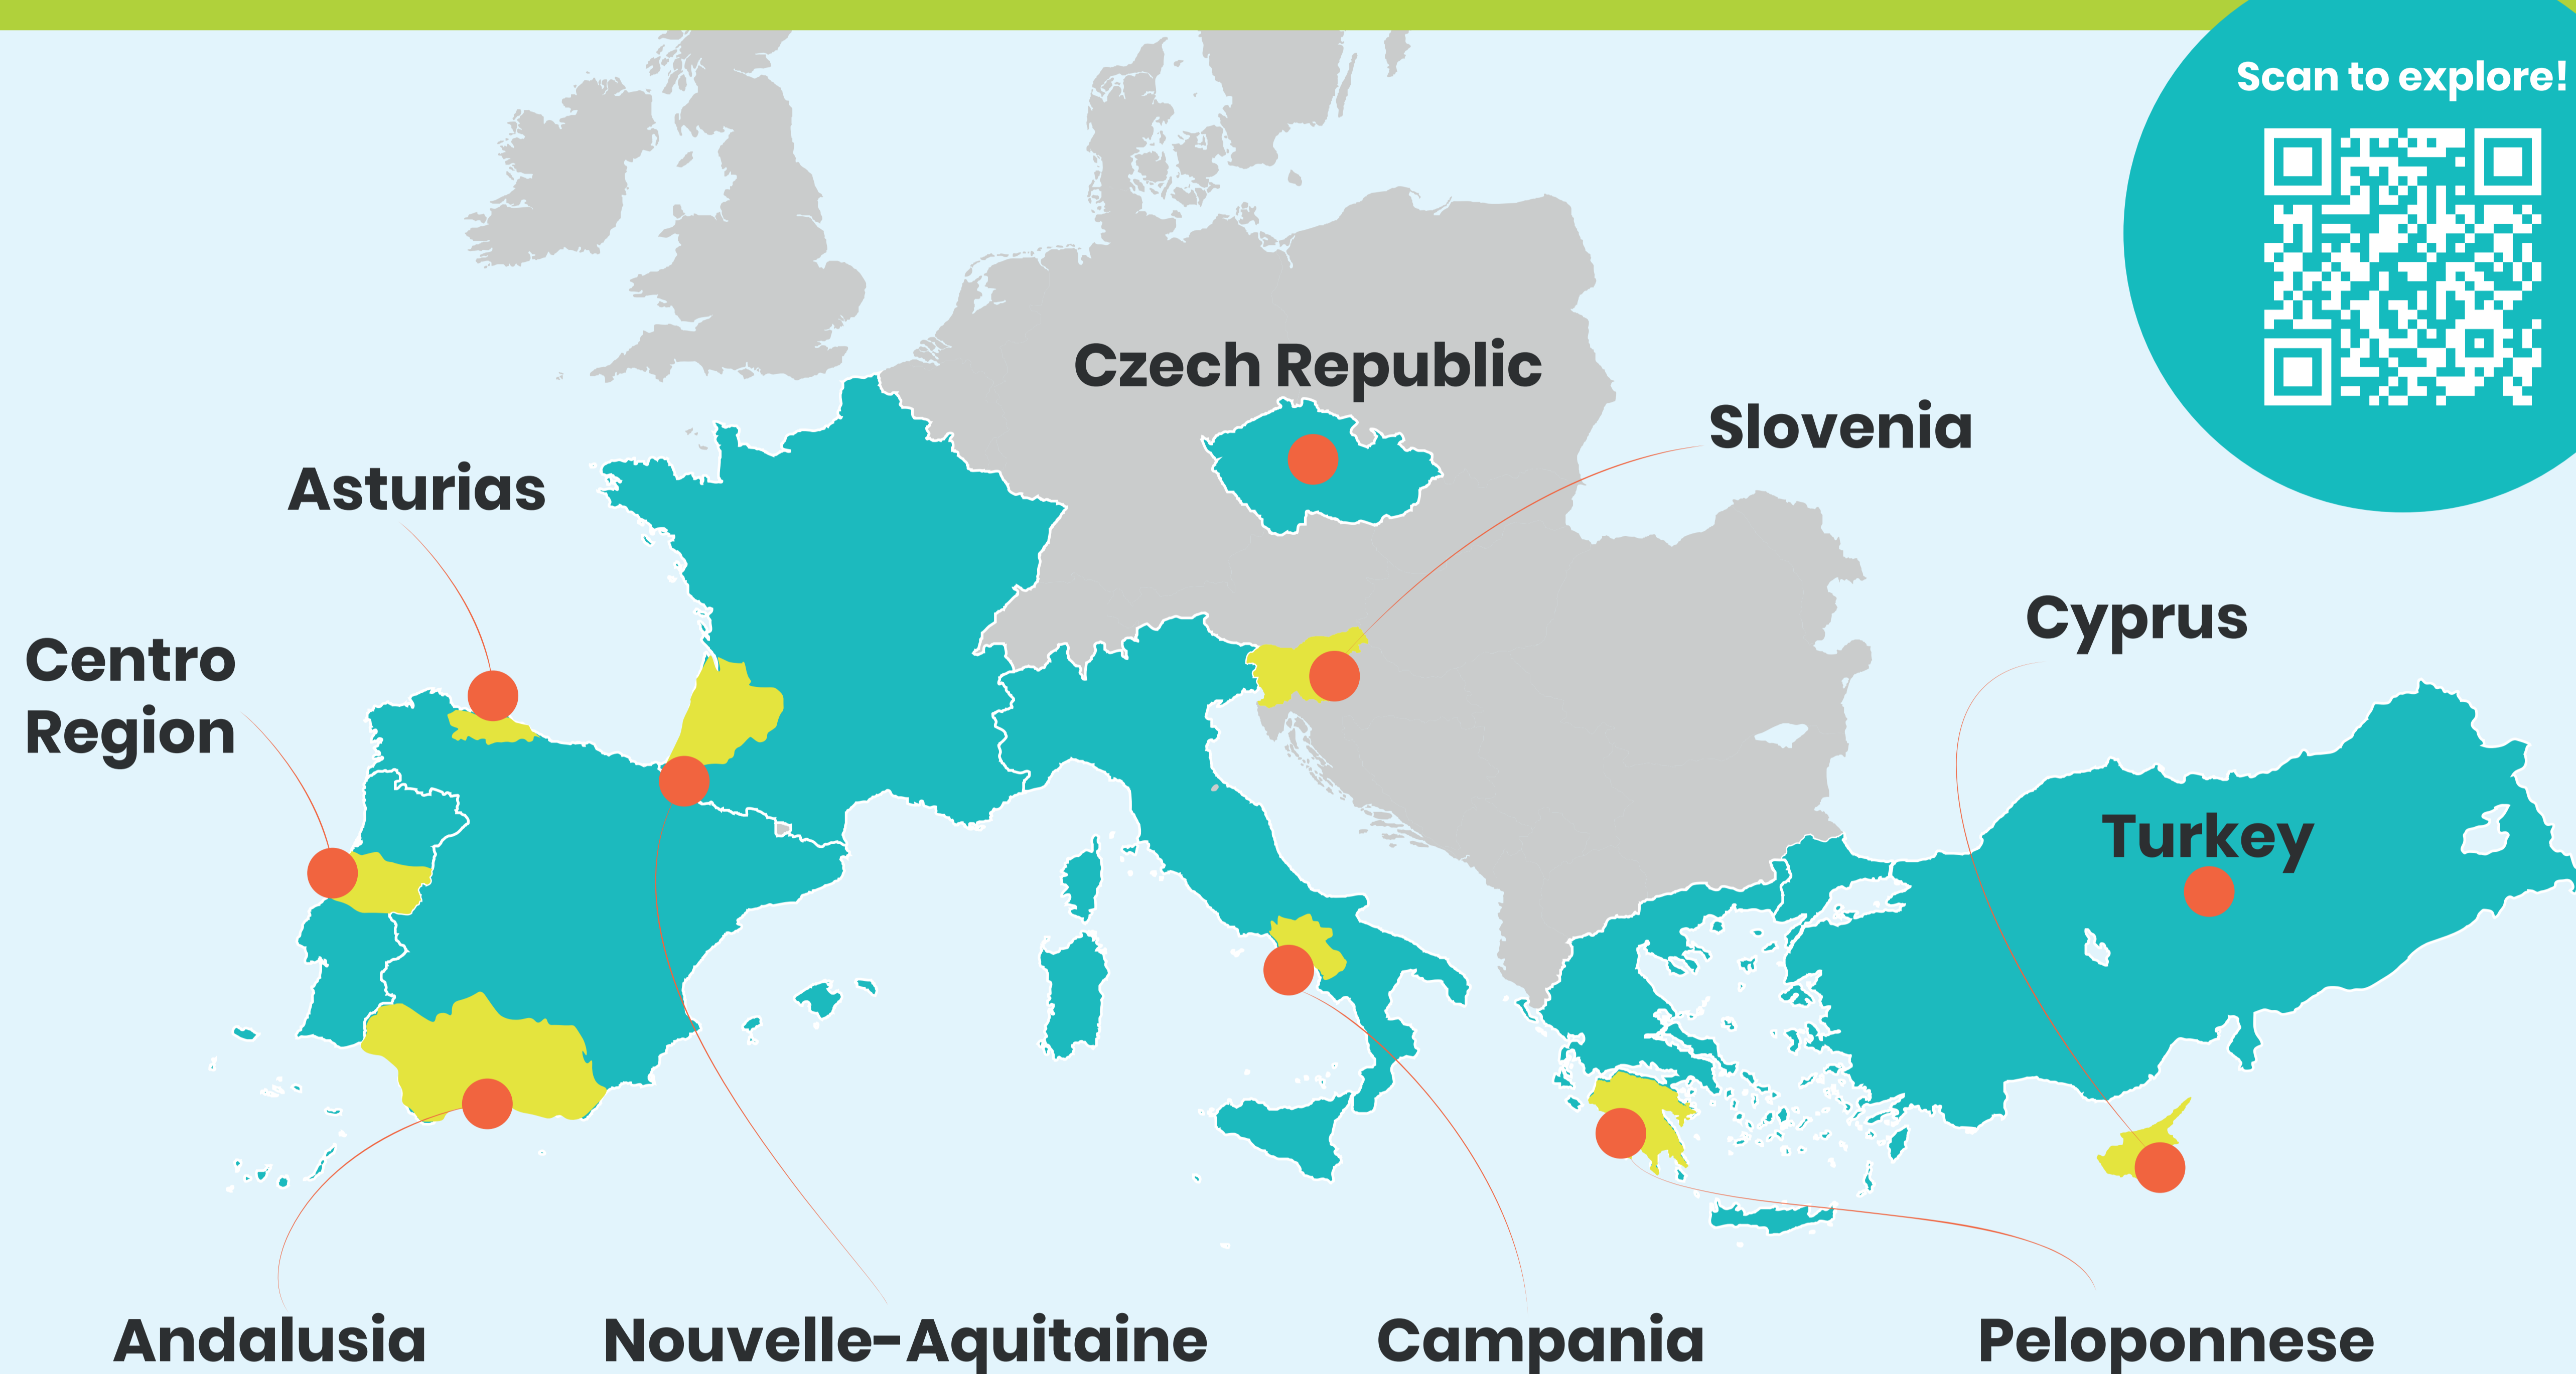 Scan to explore!
Czech Republic
Slovenia
Asturias
Cyprus
Centro
Region
Turkey
Andalusia
Nouvelle-Aquitaine
Campania
Peloponnese